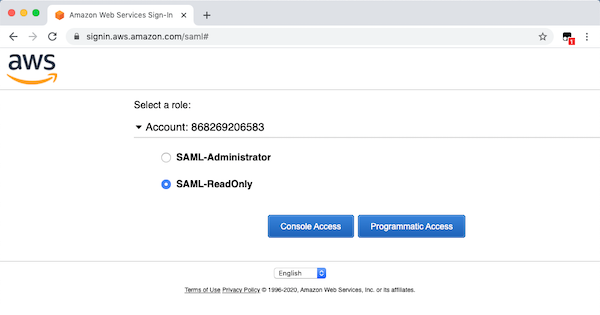 Amazon Web Services Sign-In
signin.aws.amazon.com/saml#
1
aws
Select a role:
Account: 868269206583
SAML-Administrator
SAML-ReadOnly
Console Access Programmatic Access
English
Terms of Use Privacy Policy © 1996-2020, Amazon Web Services, Inc. or its affiliates.